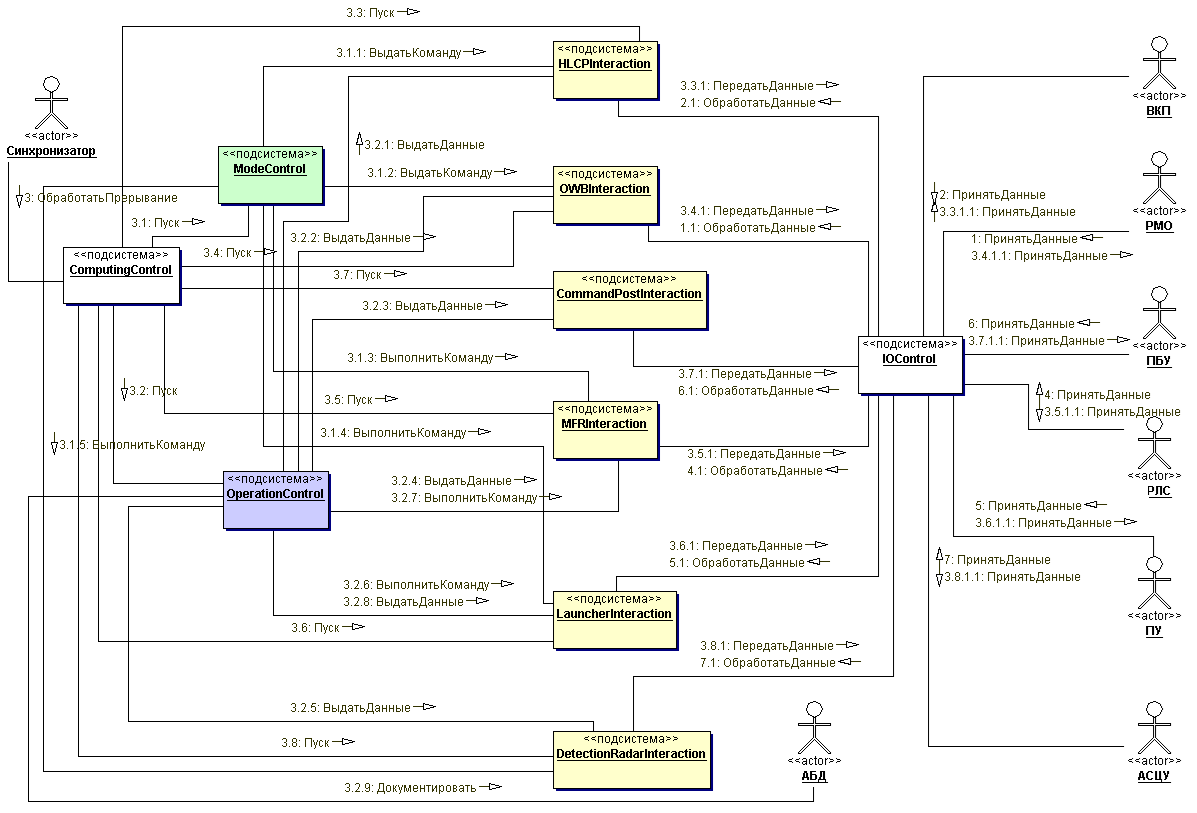 3.3: Пуск
<<подсистема>>
HLCPInteraction
3.1.1: ВыдатьКоманду
3.3.1: ПередатьДанные
2.1: ОбработатьДанные
<<actor>>
ВКП
<<actor>>
Синхронизатор
<<подсистема>>
ModeControl
3.2.1: ВыдатьДанные
3.1.2: ВыдатьКоманду
<<подсистема>>
OWBInteraction
3: ОбработатьПрерывание
3.1: Пуск
3.4: Пуск
3.2.2: ВыдатьДанные
3.4.1: Передать��анные
1.1: ОбработатьДанные
2: ПринятьДанные
3.3.1.1: ПринятьДанные
<<actor>>
РМО
1: ПринятьДанные
3.4.1.1: ПринятьДанные
<<подсистема>>
ComputingControl
3.7: Пуск
<<подсистема>>
CommandPostInteraction
3.2.3: ВыдатьДанные
6: ПринятьДанные
3.7.1.1: ПринятьДанные
<<actor>>
ПБУ
<<подсистема>>
IOControl
3.1.3: ВыполнитьКоманду
3.7.1: ПередатьДанные
6.1: ОбработатьДанные
3.2: Пуск
3.5: Пуск
<<подсистема>>
MFRInteraction
4: ПринятьДанные
3.5.1.1: ПринятьДанные
3.1.4: ВыполнитьКоманду
3.1.5: ВыполнитьКоманду
3.5.1: ПередатьДанные
4.1: ОбработатьДанные
<<actor>>
РЛС
<<подсистема>>
OperationControl
3.2.4: ВыдатьДанные
3.2.7: ВыполнитьКоманду
5: ПринятьДанные
3.6.1.1: ПринятьДанные
3.6.1: ПередатьДанные
5.1: ОбработатьДанные
7: ПринятьДанные
3.8.1.1: ПринятьДанные
3.2.6: ВыполнитьКоманду
3.2.8: ВыдатьДанные
<<подсистема>>
LauncherInteraction
<<actor>>
ПУ
3.6: Пуск
3.8.1: ПередатьДанные
7.1: ОбработатьДанные
3.2.5: ВыдатьДанные
3.8: Пуск
<<подсистема>>
DetectionRadarInteraction
<<actor>>
АБД
<<actor>>
АСЦУ
3.2.9: Документировать